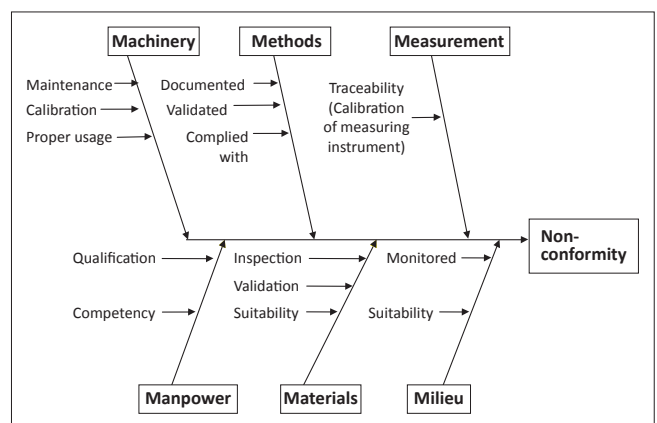 Machinery
Methods
Measurement
Maintenance
Calibration
Proper usage
Documented
Validated
Complied
with
Traceability
(Calibration
of measuring
instrument)
Non-
conformity
Qualification
Competency
Inspection
Validation
Suitability
Monitored
Suitability
Manpower
Materials
Milieu